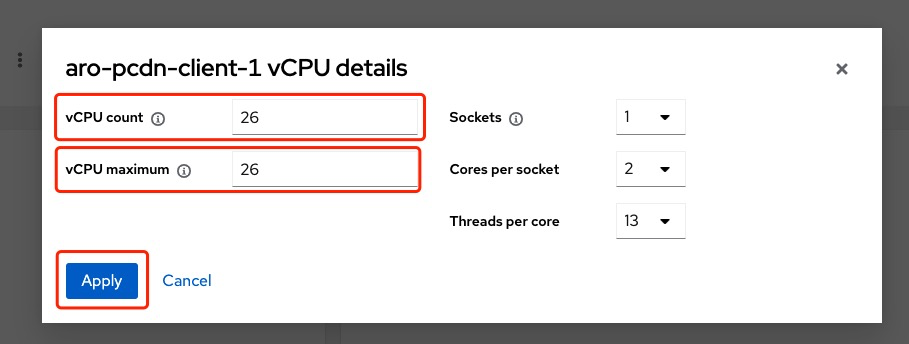 aro-pcdn-client-1 vCPU details
vCPU count 26 Sockets 1
vCPU maximum 26 Cores per socket 2
Threads per core 13
Apply Cancel